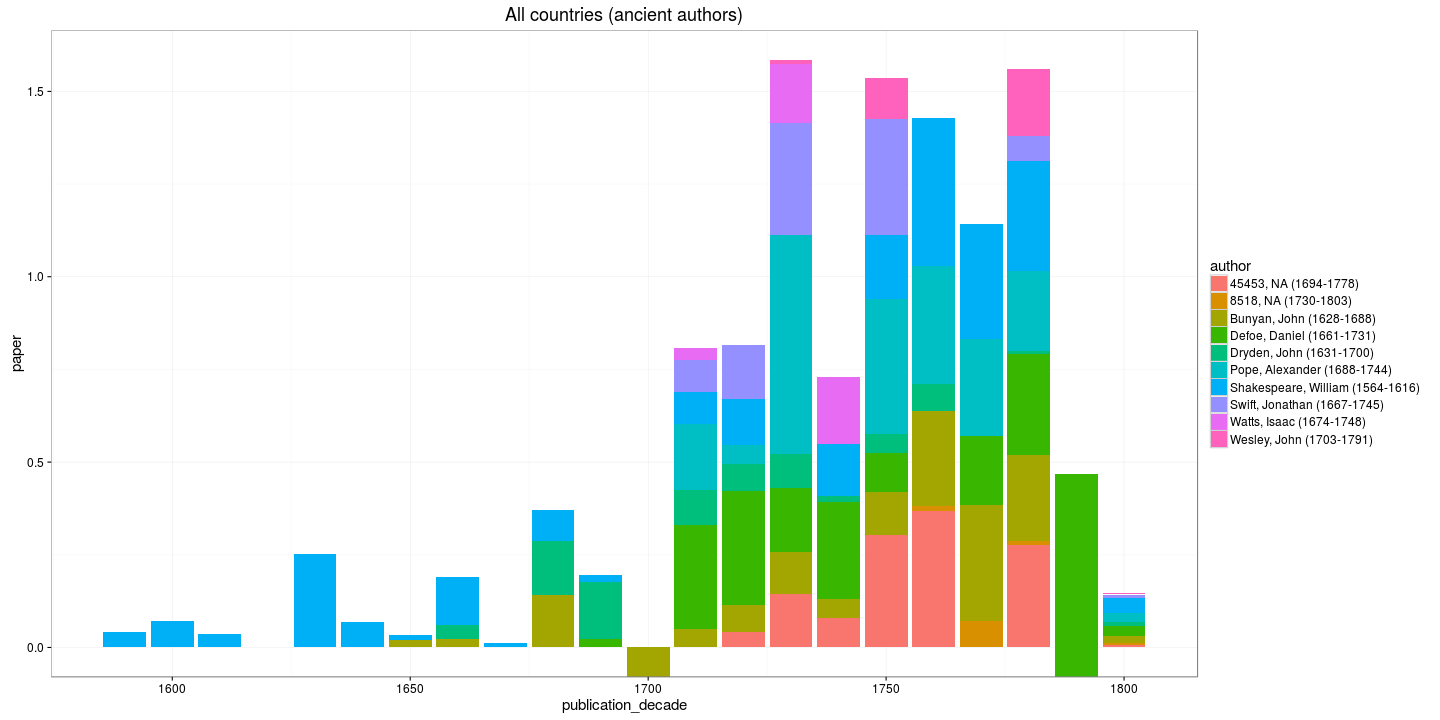 All countries (ancient authors)
paper
1.5
1.0
0.5
0.0
1600
1650
1700
1750
1800
publication_decade
author
45453, NA (1694-1778)
8518, NA (1730-1803)
Bunyan, John (1628-1688)
Defoe, Daniel (1661-1731)
Dryden, John (1631-1700)
Pope, Alexander (1688-1744)
Shakespeare, William (1564-1616)
Swift, Jonathan (1667-1745)
Watts, Isaac (1674-1748)
Wesley, John (1703-1791)